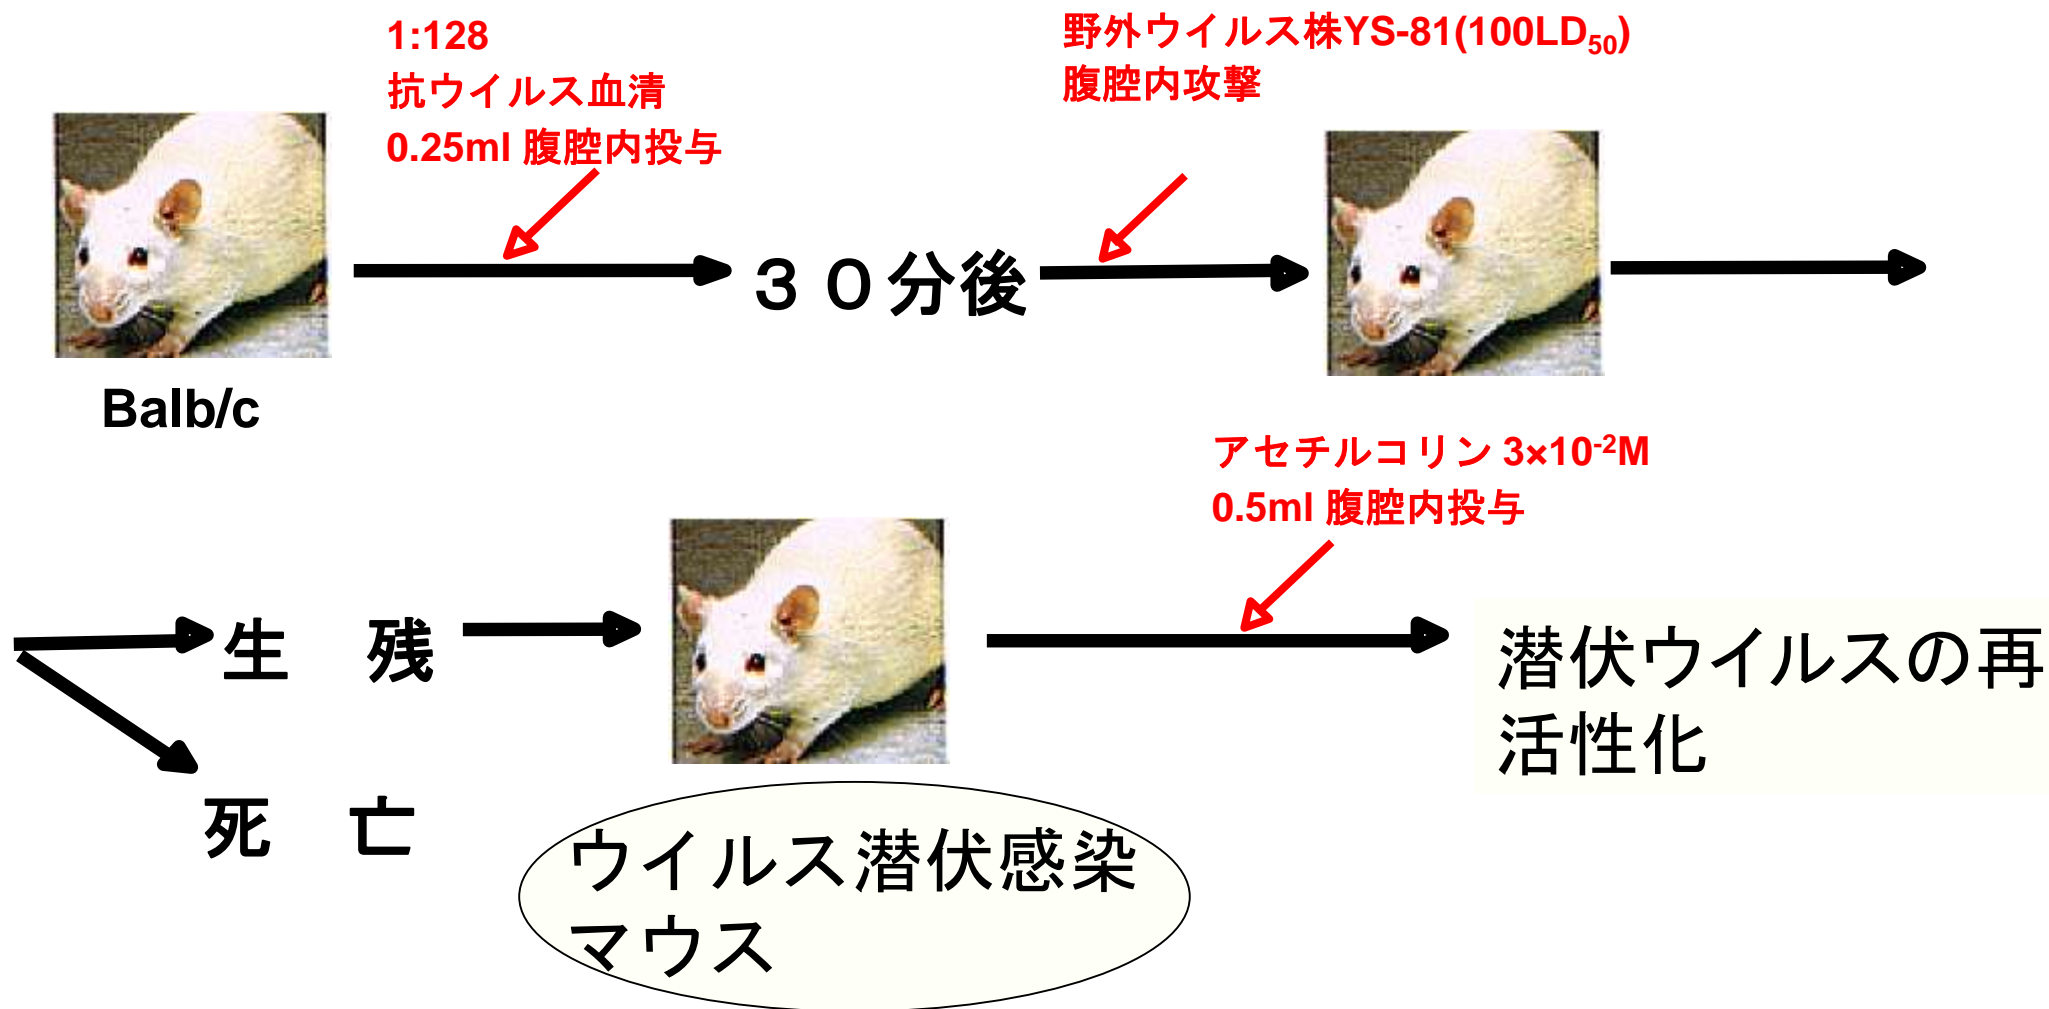 1:128
抗ウイルス血清
0.25ml 腹腔内投与
野外ウイルス株YS-81(100LD50)
腹腔内攻撃
３０分後
Balb/c
アセチルコリン 3×10-2M
0.5ml 腹腔内投与
生　残
潜伏ウイルスの再
活性化
死　亡
ウイルス潜伏感染
マウス